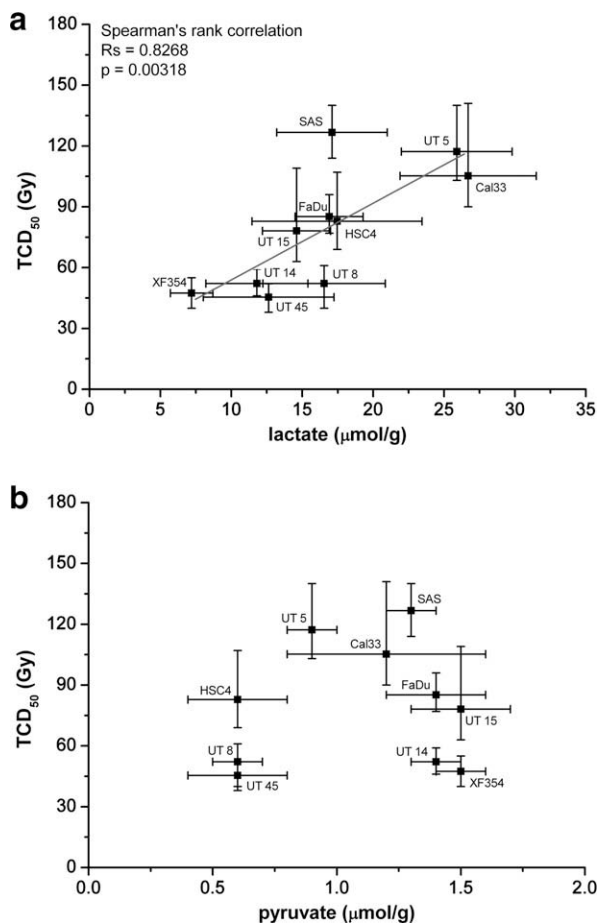 a
Spearman's rank correlation
Rs = 0.8268
p = 0.00318
180
150
120
90
60
30
0
TCD50 (Gy)
SAS
UT 5
Cal33
FaDu
HSC4
UT 15
XF354
UT 14
UT 8
UT 45
0 5 10 15 20 25 30 35
lactate (μmol/g)
b
180
150
120
90
60
30
0
TCD50 (Gy)
SAS
UT 5
Cal33
HSC4
FaDu
UT 15
UT 8
UT 14
UT 45
XF354
0.0 0.5 1.0 1.5 2.0
pyruvate (μmol/g)